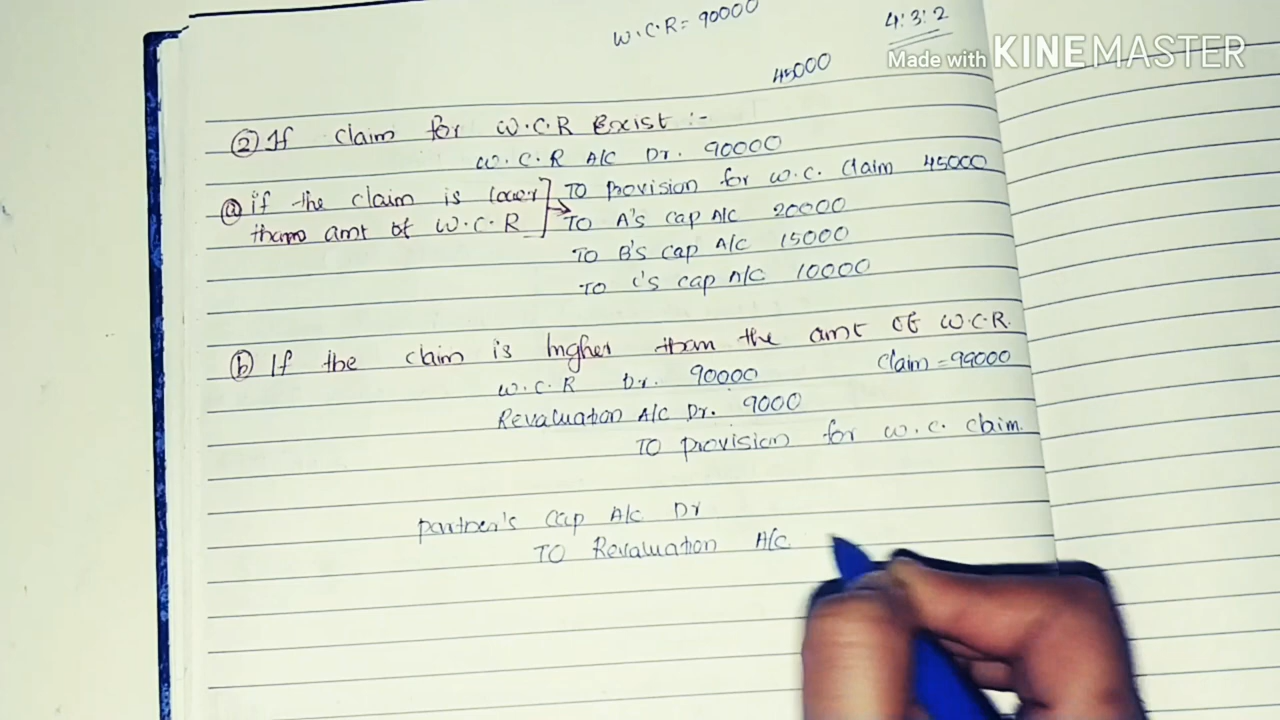 W.C.R = 90000
4:3:2
Made with KINEMASTER
45000
② If claim for W.C.R Exist :-
W.C.R A/C Dr. 90000
ⓐ if the claim is lower
than amt of W.C.R
TO provision for w.c. claim 45000
TO A's cap A/C 20000
TO B's cap A/C 15000
TO C's cap A/C 10000
ⓑ If the claim is higher than the amt of W.C.R.
claim = 99000
W.C.R Dr. 90000
Revaluation A/C Dr. 9000
TO provision for w.c. claim.
partner's cap A/C Dr
TO Revaluation A/C